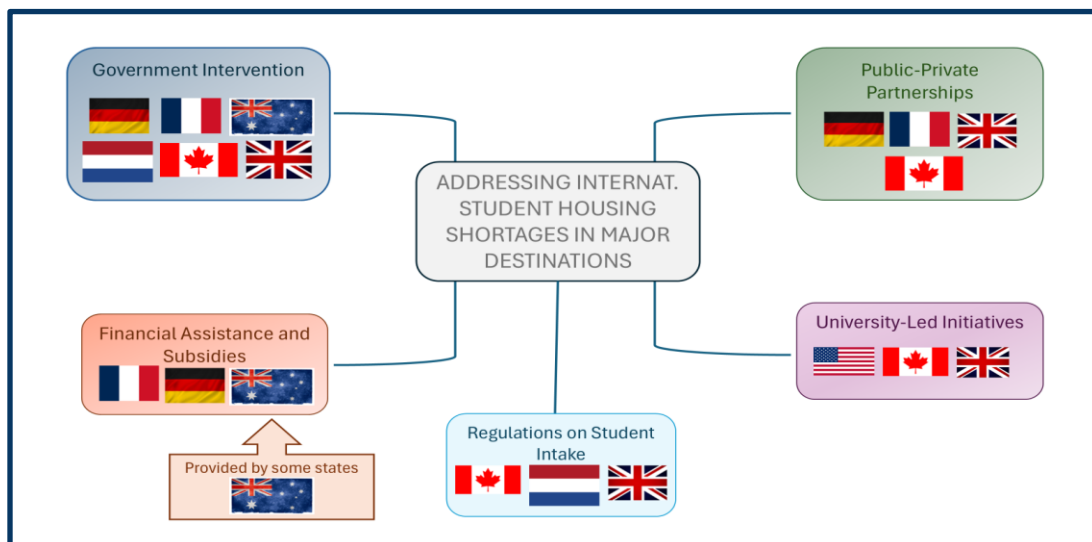 Government Intervention
Public-Private
Partnerships
ADDRESSING INTERNAT.
STUDENT HOUSING
SHORTAGES IN MAJOR
DESTINATIONS
Financial Assistance and
Subsidies
University-Led Initiatives
Regulations on Student
Intake
Provided by some states